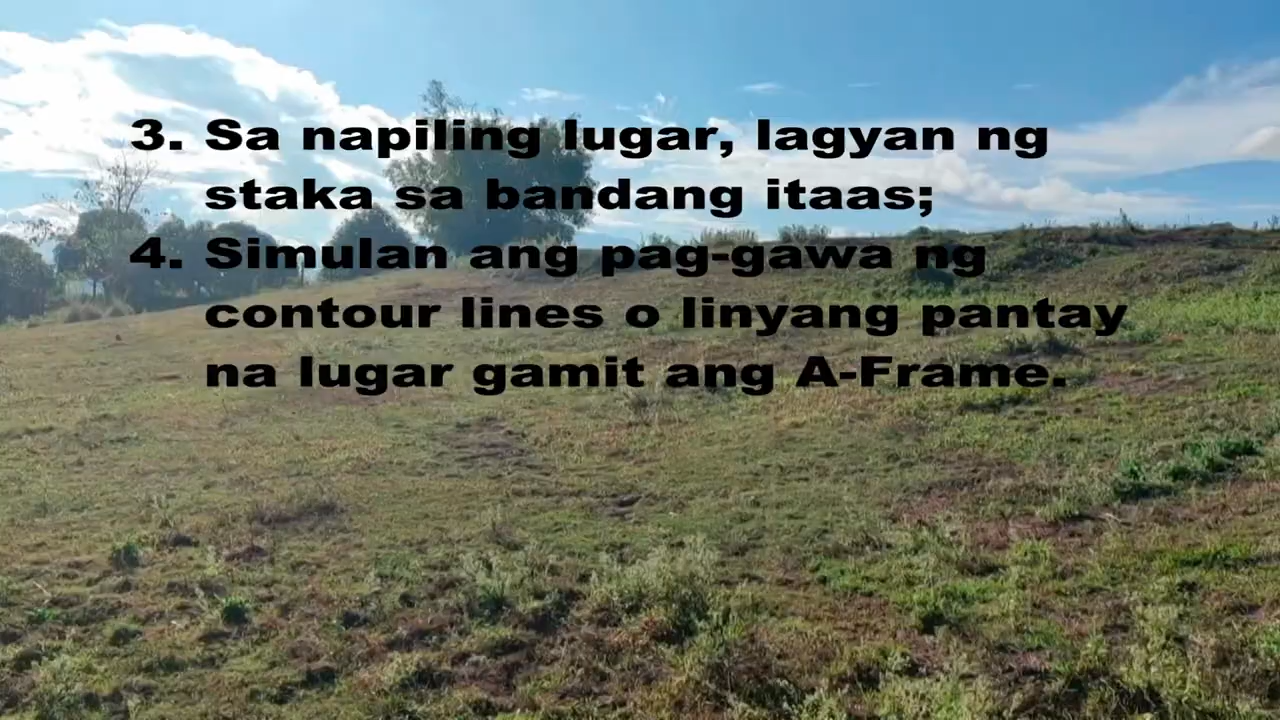 3. Sa napiling lugar, lagyan ng
staka sa bandang itaas;
4. Simulan ang pag-gawa ng
contour lines o linyang pantay
na lugar gamit ang A-Frame.